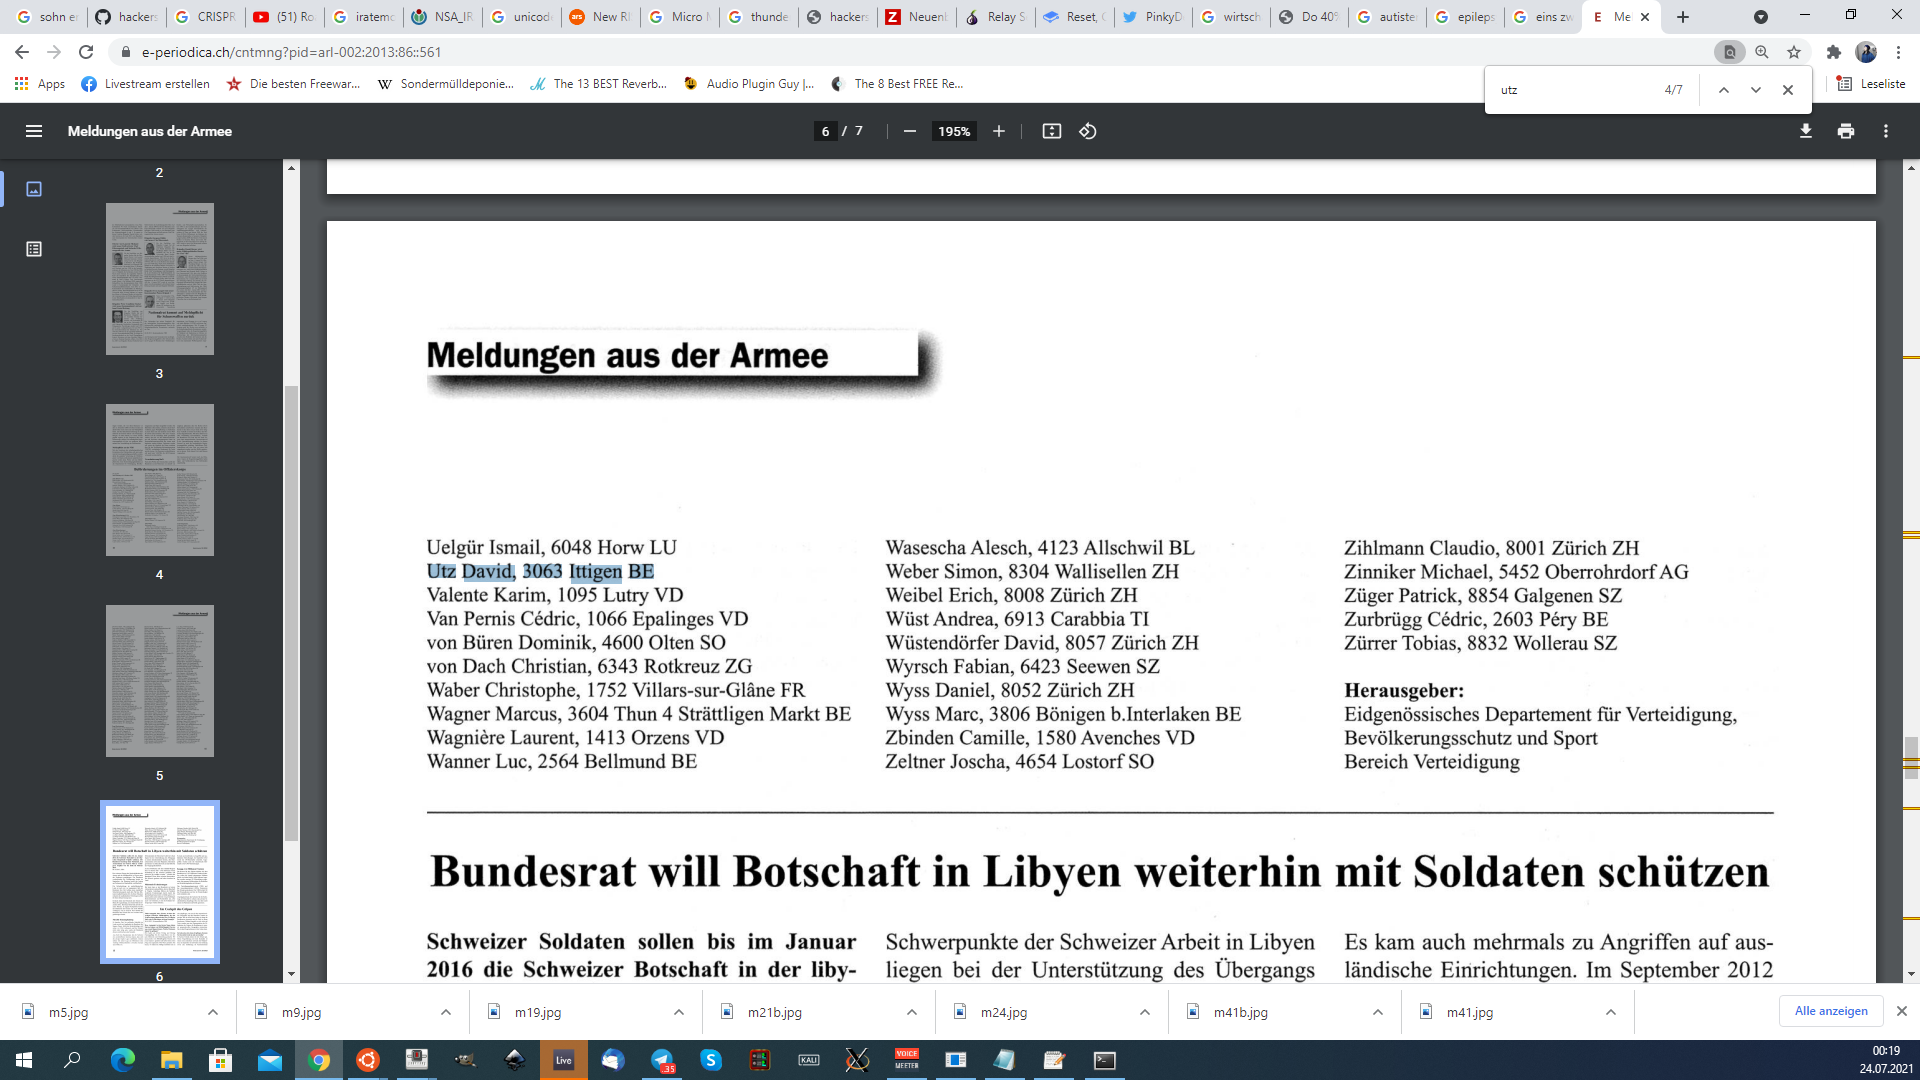 sohn er
hackers
CRISPR
(51) Ro
iratemo
NSA_IR
unicod
New Rl
Micro M
thunde
hackers
Neuenb
Relay S
Reset, C
PinkyD
wirtsch
Do 40%
autister
epileps
eins zw
Mel
e-periodica.ch/cntmng?pid=arl-002:2013:86::561
Apps
Livestream erstellen
Die besten Freewar...
Sondermülldeponie...
The 13 BEST Reverb...
Audio Plugin Guy |...
The 8 Best FREE Re...
Leseliste
utz
4/7
Meldungen aus der Armee
6 / 7
195%
2
3
4
5
6
Meldungen aus der Armee
Uelgür Ismail, 6048 Horw LU
Utz David, 3063 Ittigen BE
Valente Karim, 1095 Lutry VD
Van Pernis Cédric, 1066 Epalinges VD
von Büren Dominik, 4600 Olten SO
von Dach Christian, 6343 Rotkreuz ZG
Waber Christophe, 1752 Villars-sur-Glâne FR
Wagner Marcus, 3604 Thun 4 Strättligen Markt BE
Wagnière Laurent, 1413 Orzens VD
Wanner Luc, 2564 Bellmund BE
Wasescha Alesch, 4123 Allschwil BL
Weber Simon, 8304 Wallisellen ZH
Weibel Erich, 8008 Zürich ZH
Wüst Andrea, 6913 Carabbia TI
Wüstendörfer David, 8057 Zürich ZH
Wyrsch Fabian, 6423 Seewen SZ
Wyss Daniel, 8052 Zürich ZH
Wyss Marc, 3806 Bönigen b.Interlaken BE
Zbinden Camille, 1580 Avenches VD
Zeltner Joscha, 4654 Lostorf SO
Zihlmann Claudio, 8001 Zürich ZH
Zinniker Michael, 5452 Oberrohrdorf AG
Züger Patrick, 8854 Galgenen SZ
Zurbrügg Cédric, 2603 Péry BE
Zürrer Tobias, 8832 Wollerau SZ
Herausgeber:
Eidgenössisches Departement für Verteidigung,
Bevölkerungsschutz und Sport
Bereich Verteidigung
Bundesrat will Botschaft in Libyen weiterhin mit Soldaten schützen
Schweizer Soldaten sollen bis im Januar
2016 die Schweizer Botschaft in der liby-
Schwerpunkte der Schweizer Arbeit in Libyen
liegen bei der Unterstützung des Übergangs
Es kam auch mehrmals zu Angriffen auf aus-
ländische Einrichtungen. Im September 2012
m5.jpg
m9.jpg
m19.jpg
m21b.jpg
m24.jpg
m41b.jpg
m41.jpg
Alle anzeigen
Live
.35
KALI
VOICE
MEETER
00:19
24.07.2021